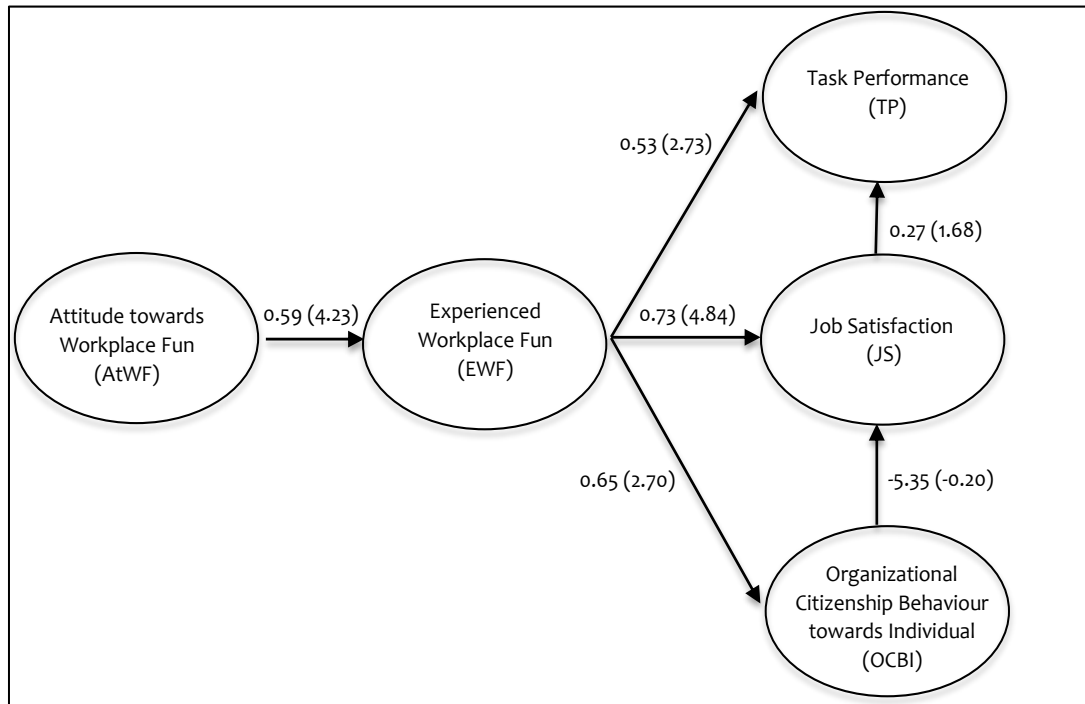 Task Performance
(TP)
0.53 (2.73)
0.27 (1.68)
Attitude towards
Workplace Fun
(AtWF)
0.59 (4.23)
Experienced
Workplace Fun
(EWF)
0.73 (4.84)
Job Satisfaction
(JS)
0.65 (2.70)
-5.35 (-0.20)
Organizational
Citizenship Behaviour
towards Individual
(OCBI)